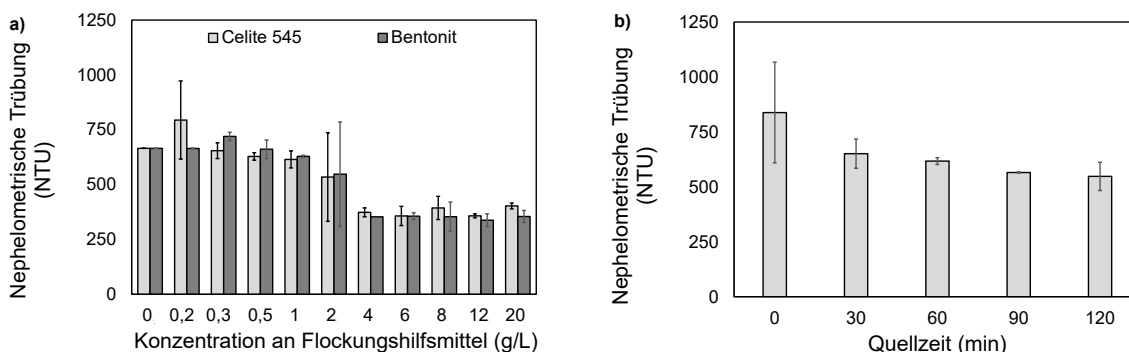 a)
Nephelometrische Trübung
(NTU)
1250
1000
750
500
250
0
Celite 545
Bentonit
0 0,2 0,3 0,5 1 2 4 6 8 12 20
Konzentration an Flockungshilfsmittel (g/L)
b)
Nephelometrische Trübung
(NTU)
1250
1000
750
500
250
0
0 30 60 90 120
Quellzeit (min)